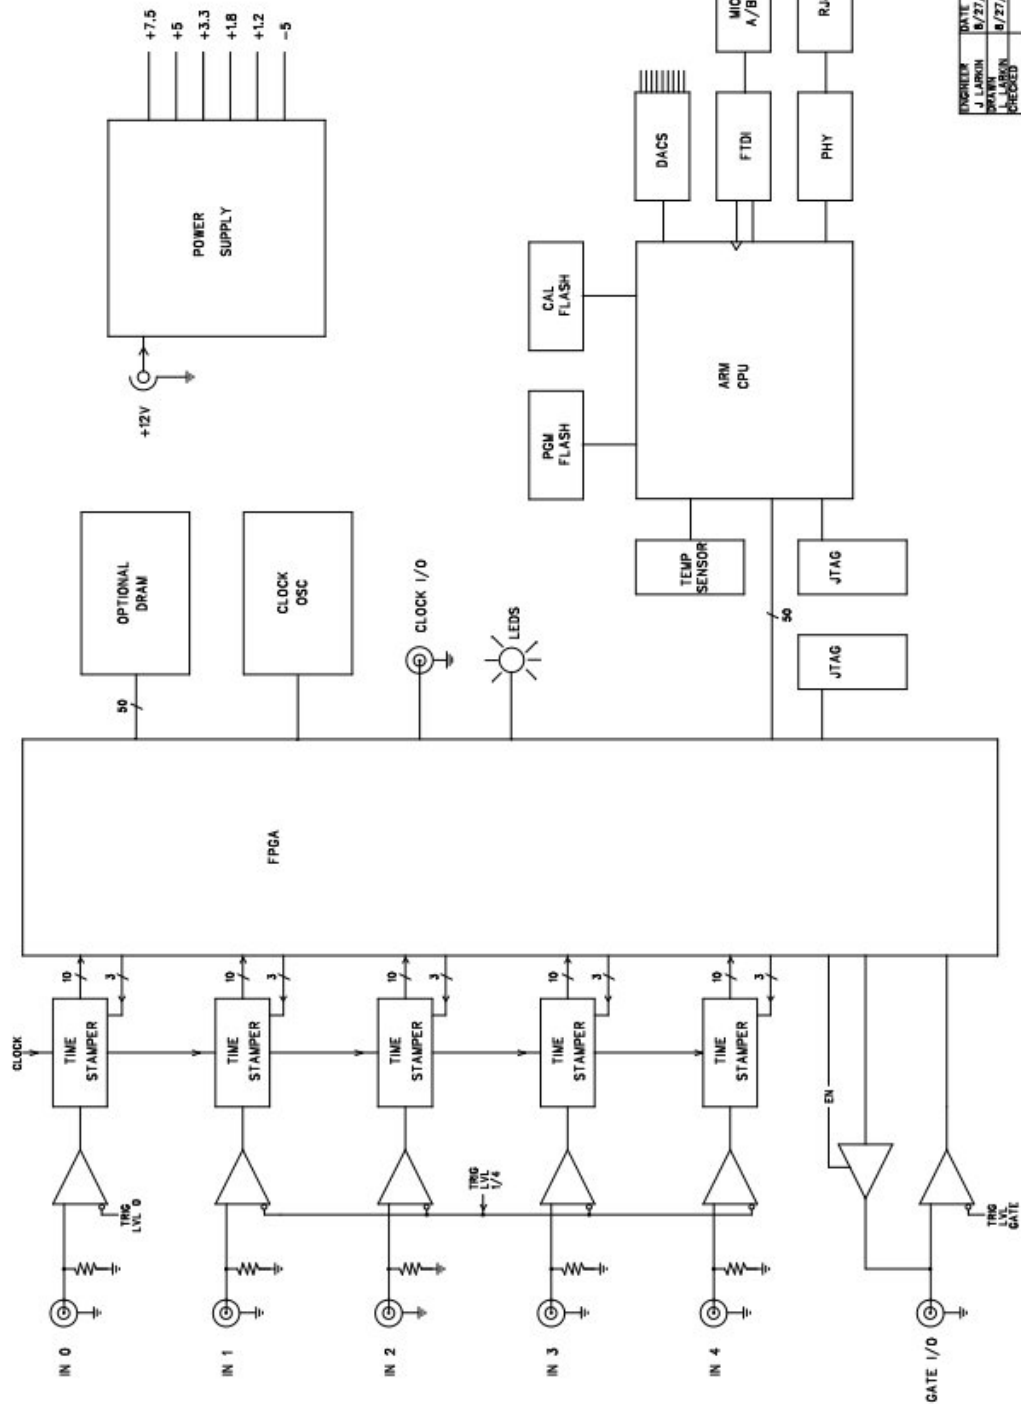 CLOCK
IN 0
TRIG
LVL 0
TIME
STAMPER
10
3
IN 1
TIME
STAMPER
10
3
IN 2
TIME
STAMPER
10
3
TRIG
LVL
1/4
IN 3
TIME
STAMPER
10
3
IN 4
TIME
STAMPER
10
3
EN
GATE I/O
TRIG
LVL
GATE
FPGA
50
OPTIONAL
DRAM
CLOCK
OSC
CLOCK I/O
LEDS
50
JTAG
JTAG
TEMP
SENSOR
PGM
FLASH
CAL
FLASH
ARM
CPU
DACS
FTDI
MIC
A/B
PHY
RJ
+12V
POWER
SUPPLY
+7.5
+5
+3.3
+1.8
+1.2
-5
ENGINEER
J LARKIN
DATE
8/27,
DRAWN
L LARKIN
8/27,
CHECKED